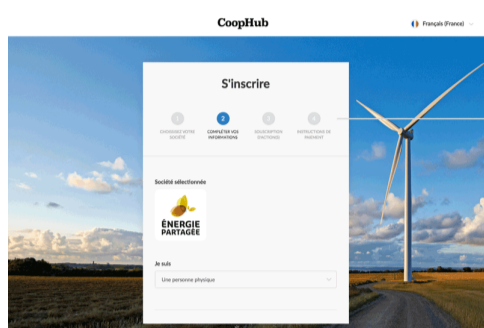 CoopHub
Français (France)
S'inscrire
1
2
3
4
CHOISISSEZ VOTRE
SOCIÉTÉ
COMPLÉTER VOS
INFORMATIONS
SOUSCRIPTION
D'ACTIONS
INSTRUCTIONS DE
PAIEMENT
Société sélectionnée
ÉNERGIE
PARTAGÉE
Je suis
Une personne physique